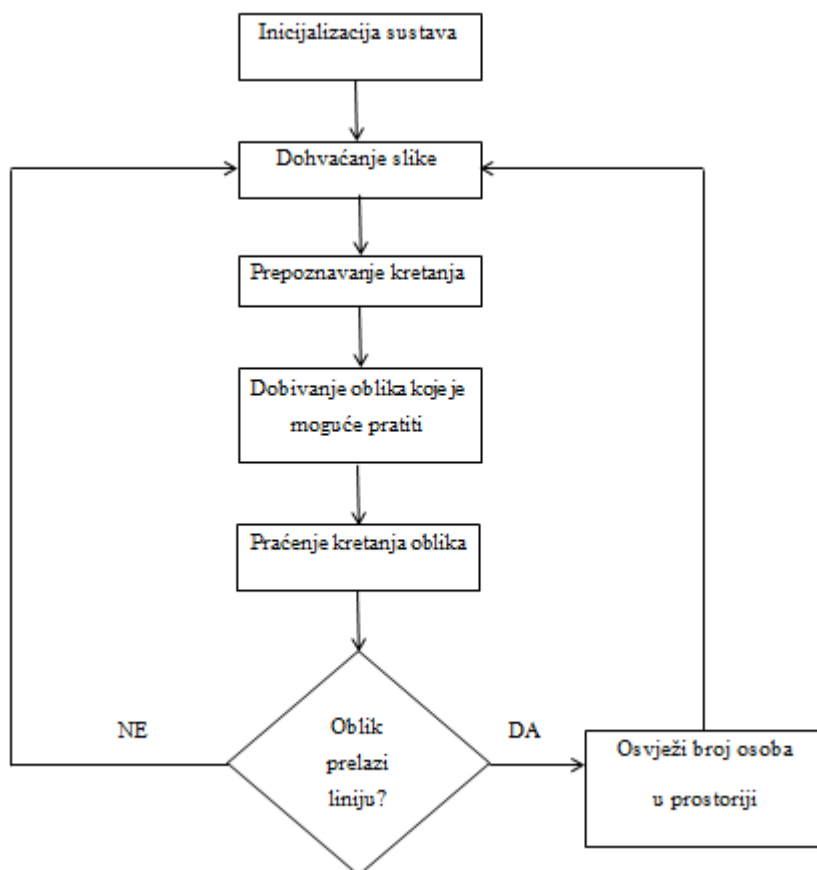 Inicijalizacija sustava
Dohvaćanje slike
Prepoznavanje kretanja
Dobivanje oblika koje je
moguće pratiti
Praćenje kretanja oblika
NE
Oblik
prelazi
liniju?
DA
Osvježi broj osoba
u prostoriji